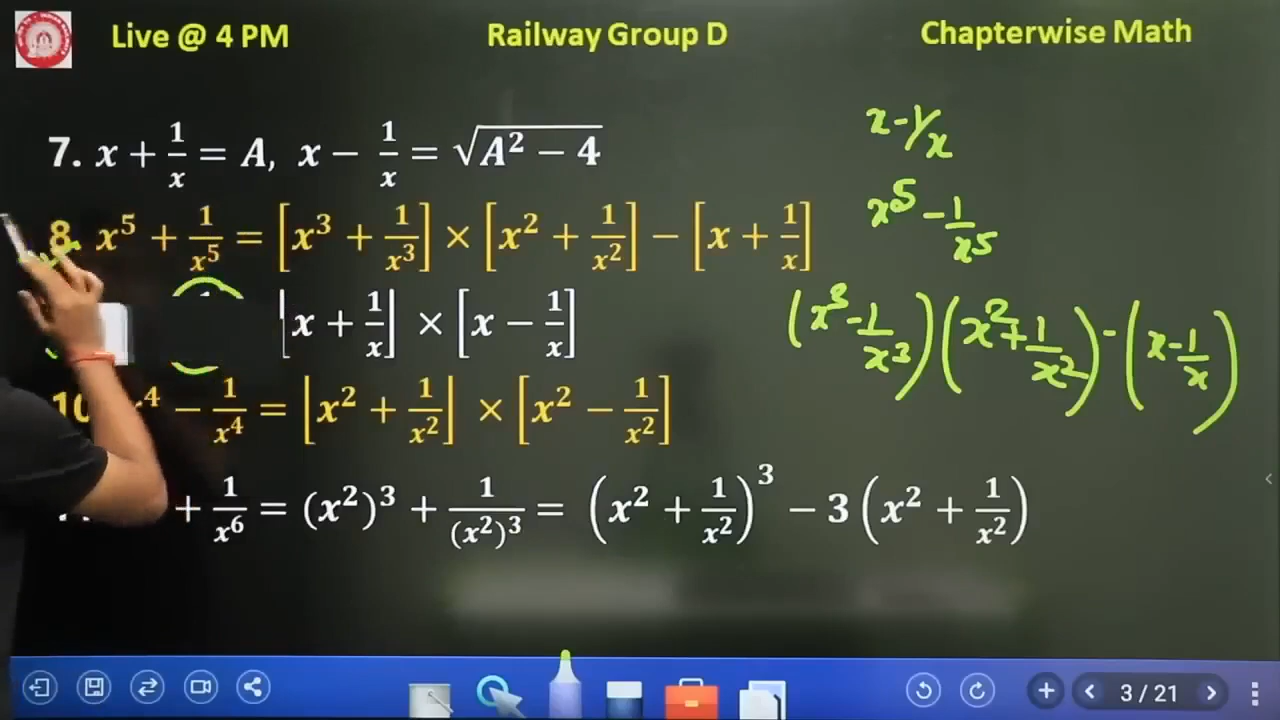 Live @ 4 PM
Railway Group D
Chapterwise Math
7. x + 1/x = A, x − 1/x = √(A² − 4)
x − 1/x
8. x⁵ + 1/x⁵ = [x³ + 1/x³] × [x² + 1/x²] − [x + 1/x]
x⁵ − 1/x⁵
[x + 1/x] × [x − 1/x]
(x³ − 1/x³)(x² + 1/x²) − (x − 1/x)
10 ⁴ − 1/x⁴ = [x² + 1/x²] × [x² − 1/x²]
+ 1/x⁶ = (x²)³ + 1/(x²)³ = (x² + 1/x²)³ − 3(x² + 1/x²)
3 / 21